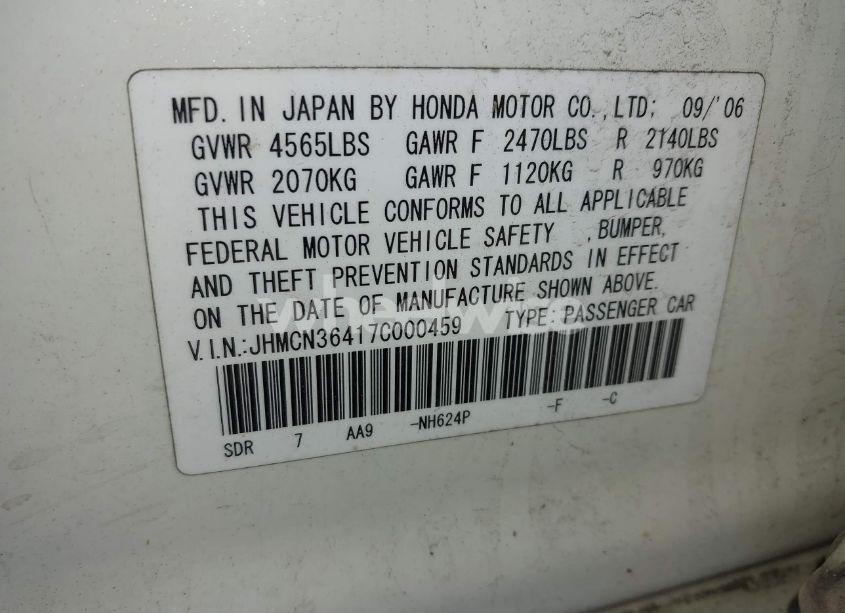 MFD. IN JAPAN BY HONDA MOTOR CO., LTD; 09/'06
GVWR 4565LBS GAWR F 2470LBS R 2140LBS
GVWR 2070KG GAWR F 1120KG R 970KG
THIS VEHICLE CONFORMS TO ALL APPLICABLE
FEDERAL MOTOR VEHICLE SAFETY , BUMPER,
AND THEFT PREVENTION STANDARDS IN EFFECT
ON THE DATE OF MANUFACTURE SHOWN ABOVE.
V.I.N.:JHMCN36417C000459 TYPE: PASSENGER CAR
SDR 7 AA9 -NH624P -F -C